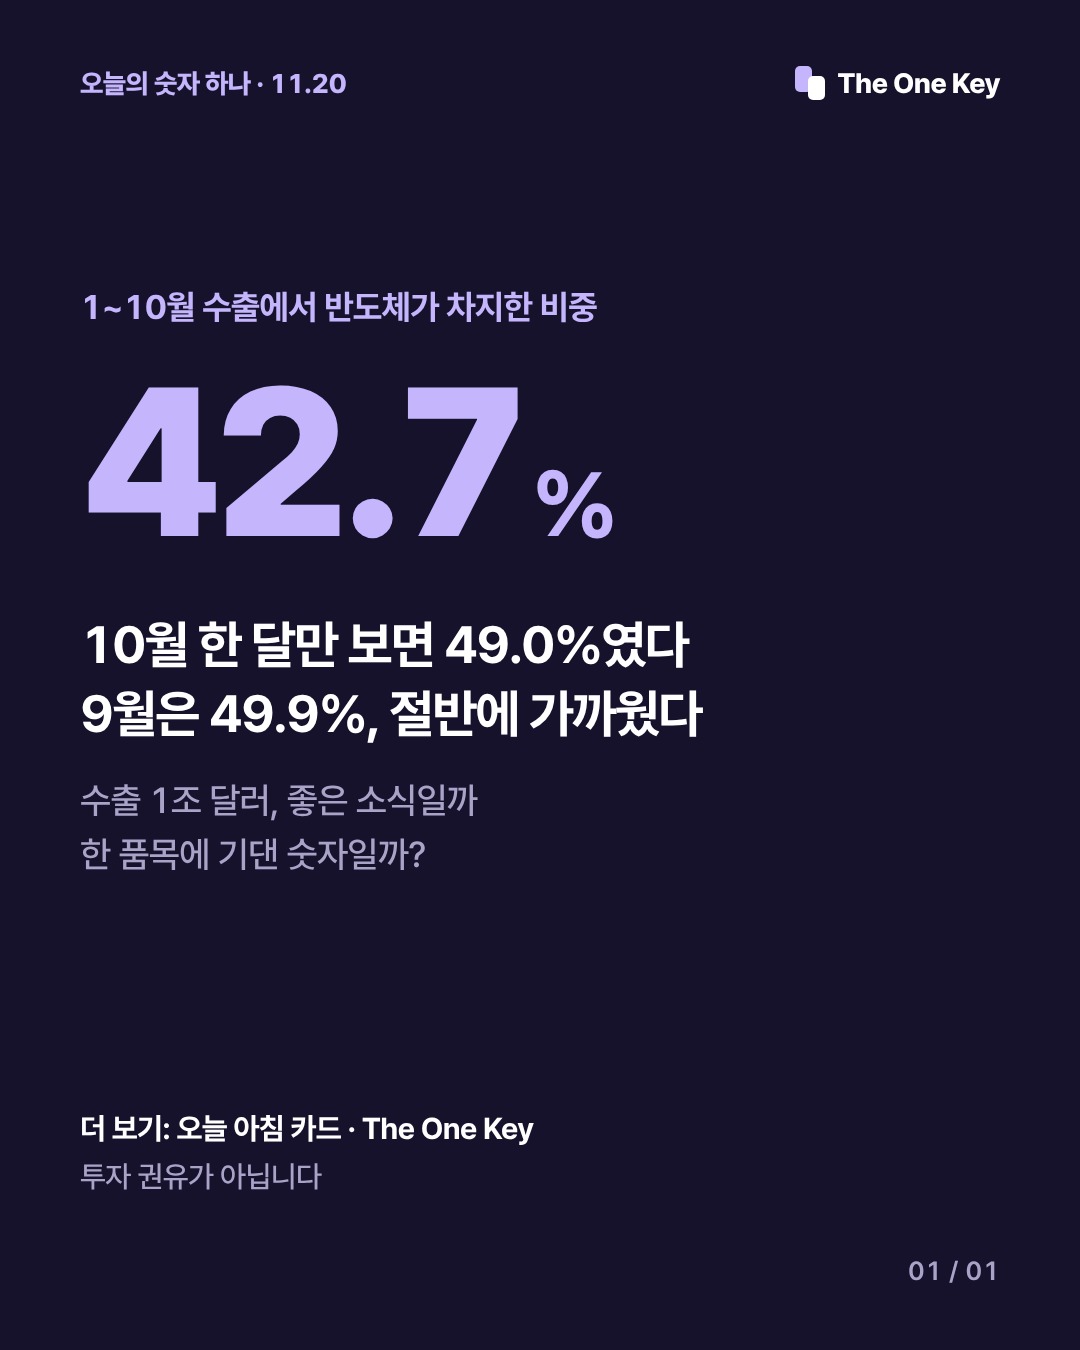 오늘의 숫자 하나 · 11.20
The One Key
1~10월 수출에서 반도체가 차지한 비중
42.7%
10월 한 달만 보면 49.0%였다
9월은 49.9%, 절반에 가까웠다
수출 1조 달러, 좋은 소식일까
한 품목에 기댄 숫자일까?
더 보기: 오늘 아침 카드 · The One Key
투자 권유가 아닙니다
01 / 01